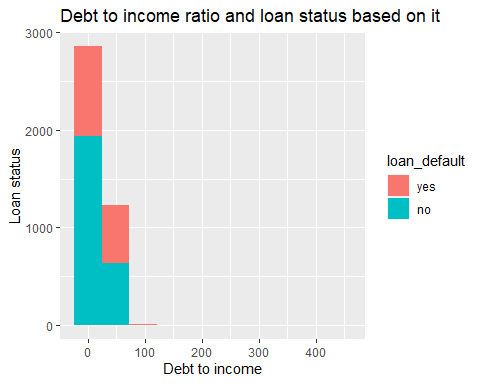 Debt to income ratio and loan status based on it
3000
2000
1000
0
Loan status
0 100 200 300 400
Debt to income
loan_default
yes
no